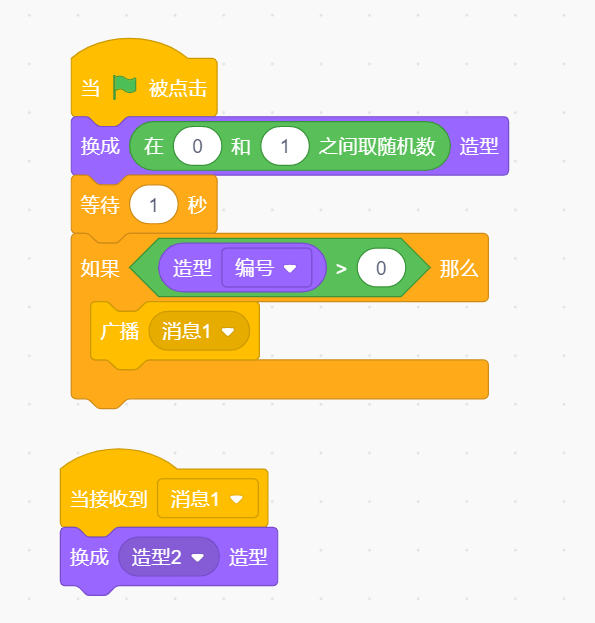 当 被点击
换成 在 0 和 1 之间取随机数 造型
等待 1 秒
如果 造型 编号 > 0 那么
广播 消息1
当接收到 消息1
换成 造型2 造型